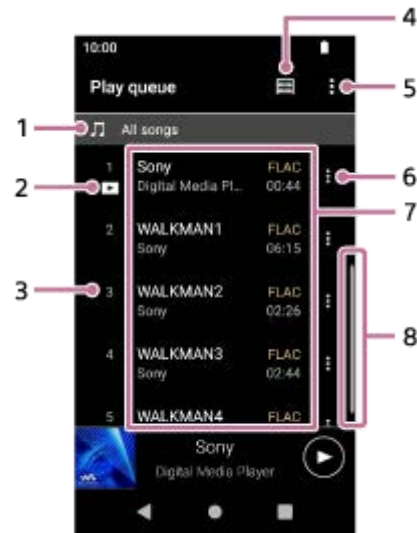 4
10:00
Play queue
5
1
All songs
1 Sony FLAC
6
2
Digital Media Pl... 00:44
7
2 WALKMAN1 FLAC
Sony 06:15
3
3 WALKMAN2 FLAC
Sony 02:26
8
4 WALKMAN3 FLAC
Sony 02:44
5 WALKMAN4 FLAC
Sony
Digital Media Player